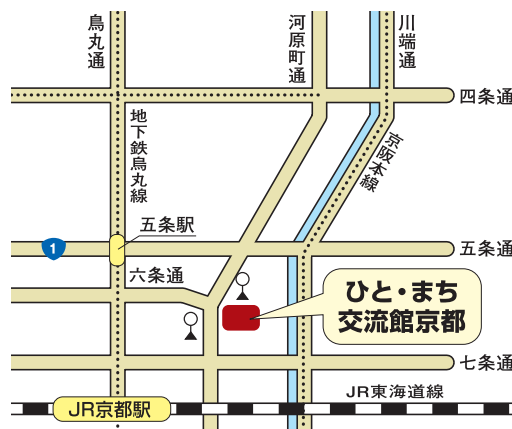 烏丸通
河原町通
川端通
四条通
地下鉄烏丸線
京阪本線
五条駅
1
五条通
六条通
ひと・まち
交流館京都
七条通
JR東海道線
JR京都駅